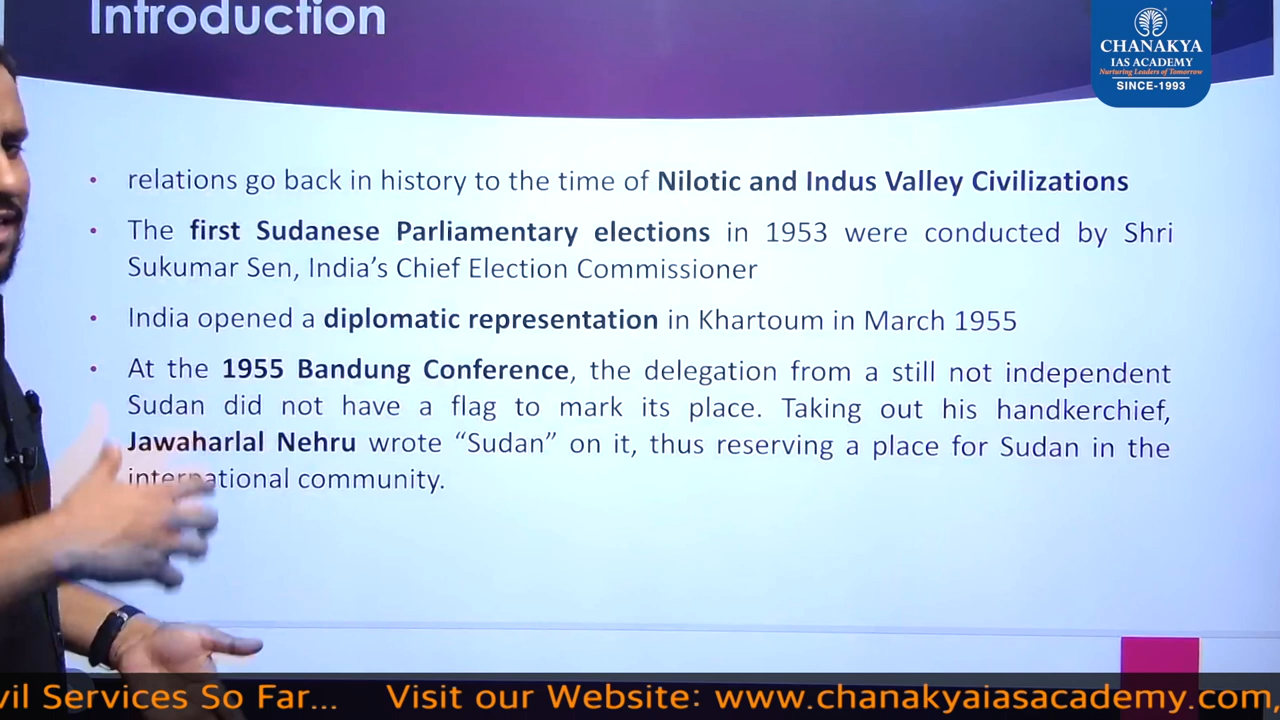 Introduction
CHANAKYA
IAS ACADEMY
Nurturing Leaders of Tomorrow
SINCE-1993
• relations go back in history to the time of Nilotic and Indus Valley Civilizations
• The first Sudanese Parliamentary elections in 1953 were conducted by Shri
Sukumar Sen, India's Chief Election Commissioner
• India opened a diplomatic representation in Khartoum in March 1955
• At the 1955 Bandung Conference, the delegation from a still not independent
Sudan did not have a flag to mark its place. Taking out his handkerchief,
Jawaharlal Nehru wrote “Sudan” on it, thus reserving a place for Sudan in the
international community.
vil Services So Far... Visit our Website: www.chanakyaiasacademy.com,